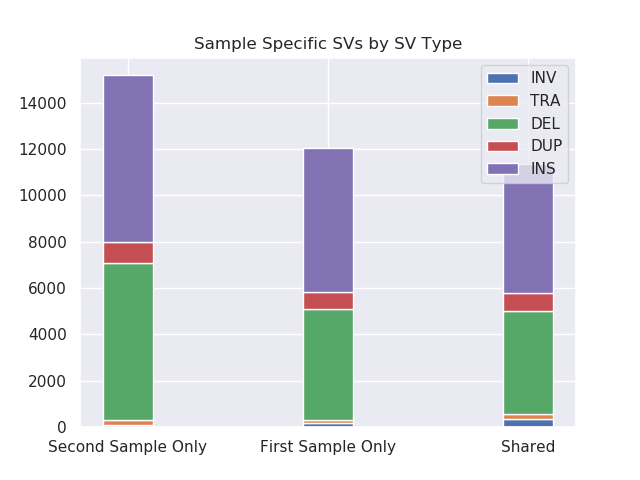 Sample Specific SVs by SV Type
INV
TRA
DEL
DUP
INS
14000
12000
10000
8000
6000
4000
2000
0
Second Sample Only
First Sample Only
Shared